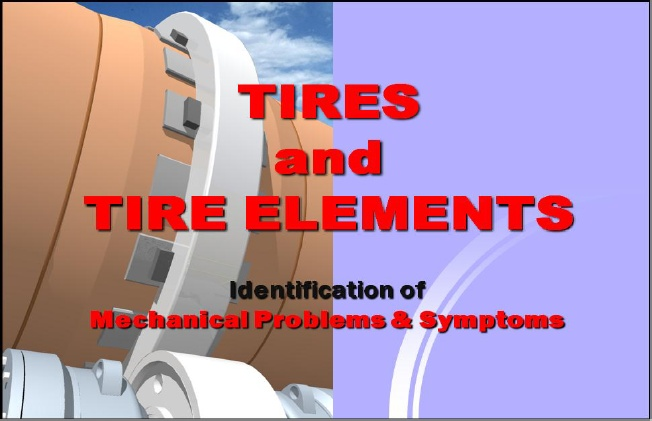 TIRES
and
TIRE ELEMENTS
Identification of
Mechanical Problems & Symptoms